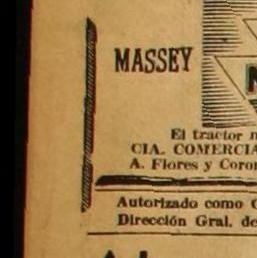 MASSEY
El tractor
CIA. COMERCIA
A. Flores y Coron
Autorizado como
Dirección Gral. de